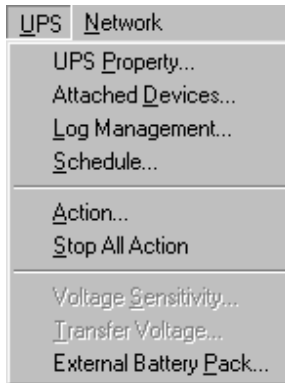 UPS Network
UPS Property...
Attached Devices...
Log Management...
Schedule...
Action...
Stop All Action
Voltage Sensitivity...
Transfer Voltage...
External Battery Pack...